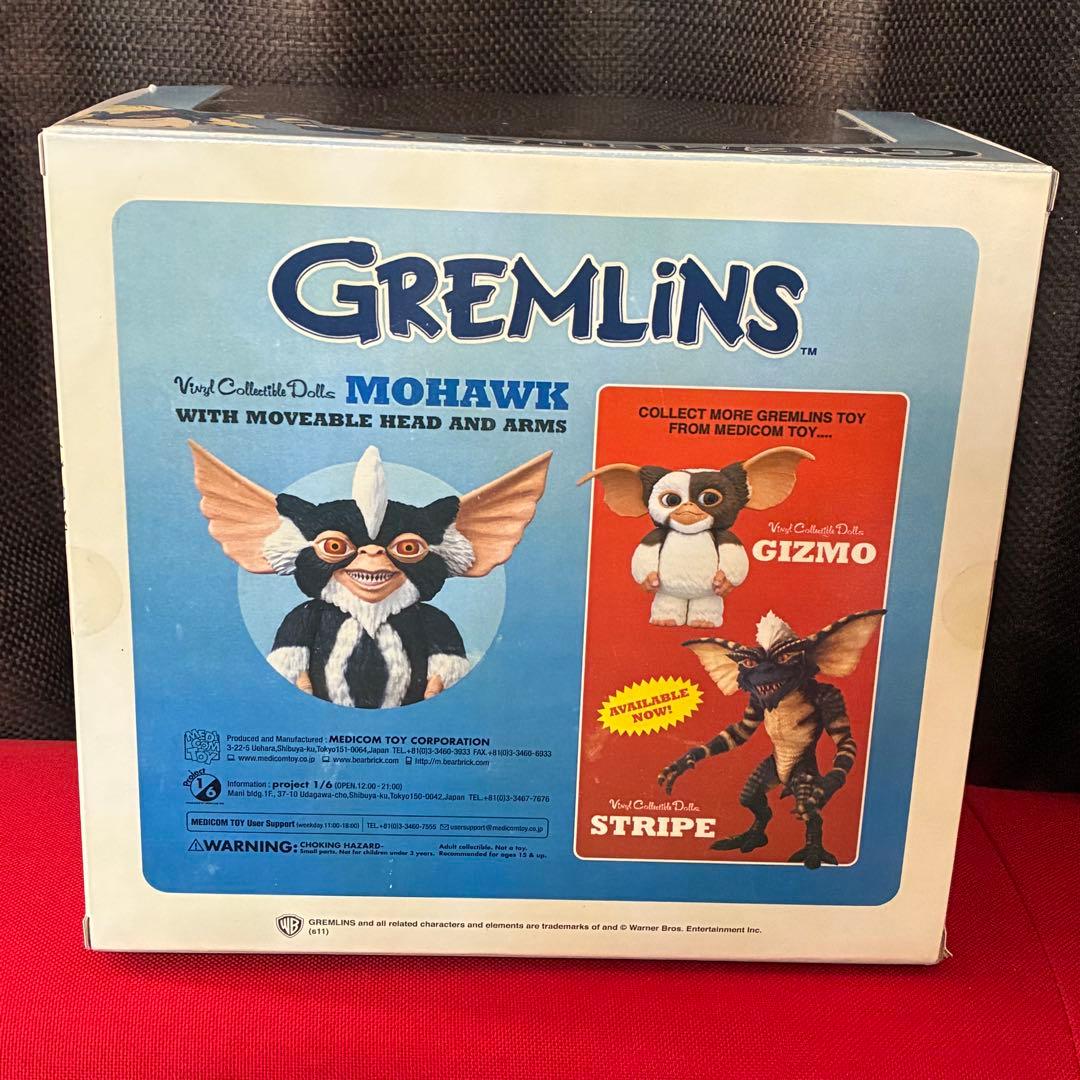 GREMLiNS
TM
Vinyl Collectible Dolls MOHAWK
WITH MOVEABLE HEAD AND ARMS
COLLECT MORE GREMLINS TOY
FROM MEDICOM TOY....
Vinyl Collectible Dolls
GIZMO
AVAILABLE
NOW!
Vinyl Collectible Dolls
STRIPE
MEDI
COM
TOY
Produced and Manufactured : MEDICOM TOY CORPORATION
3-22-5 Uehara,Shibuya-ku,Tokyo151-0064,Japan TEL.+81(0)3-3460-3933 FAX.+81(0)3-3460-6933
www.medicomtoy.co.jp www.bearbrick.com http://m.bearbrick.com
Project
1/6
Information : project 1/6 (OPEN.12:00 - 21:00)
Mani bldg.1F., 37-10 Udagawa-cho,Shibuya-ku,Tokyo150-0042,Japan TEL.+81(0)3-3467-7676
MEDICOM TOY User Support (weekday.11:00-18:00) TEL.+81(0)3-3460-7555 usersupport@medicomtoy.co.jp
WARNING: CHOKING HAZARD- Adult collectible. Not a toy.
Small parts. Not for children under 3 years. Recommended for ages 15 & up.
WB
GREMLINS and all related characters and elements are trademarks of and © Warner Bros. Entertainment Inc.
(s11)